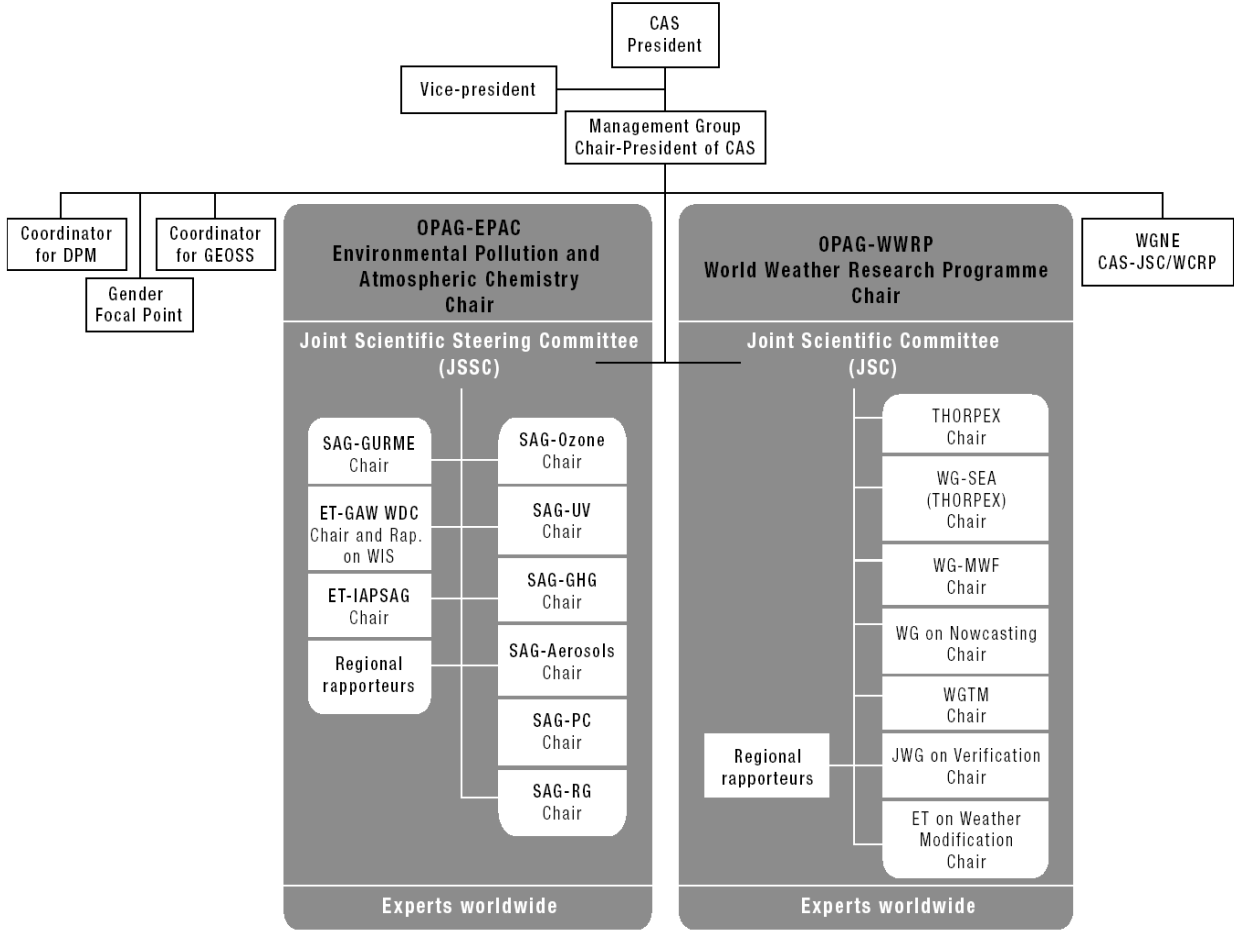 CAS
President
Vice-president
Management Group
Chair-President of CAS
Coordinator
for DPM
Gender
Focal Point
Coordinator
for GEOSS
OPAG-EPAC
Environmental Pollution and
Atmospheric Chemistry
Chair
Joint Scientific Steering Committee
(JSSC)
SAG-GURME
Chair
ET-GAW WDC
Chair and Rap.
on WIS
ET-IAPSAG
Chair
Regional
rapporteurs
SAG-Ozone
Chair
SAG-UV
Chair
SAG-GHG
Chair
SAG-Aerosols
Chair
SAG-PC
Chair
SAG-RG
Chair
Experts worldwide
OPAG-WWRP
World Weather Research Programme
Chair
Joint Scientific Committee
(JSC)
THORPEX
Chair
WG-SEA
(THORPEX)
Chair
WG-MWF
Chair
WG on Nowcasting
Chair
WGTM
Chair
Regional
rapporteurs
JWG on Verification
Chair
ET on Weather
Modification
Chair
Experts worldwide
WGNE
CAS-JSC/WCRP